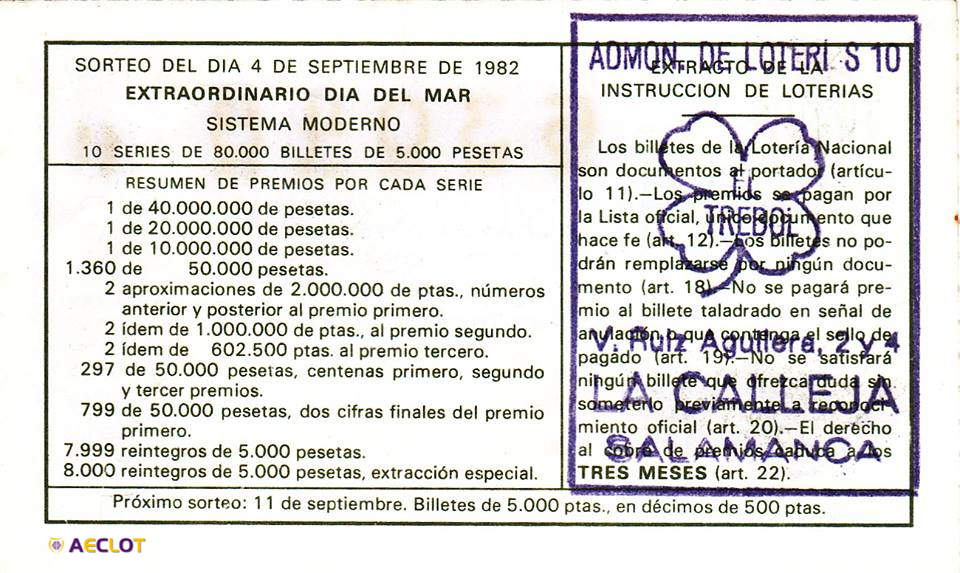 SORTEO DEL DIA 4 DE SEPTIEMBRE DE 1982
EXTRAORDINARIO DIA DEL MAR
SISTEMA MODERNO
10 SERIES DE 80.000 BILLETES DE 5.000 PESETAS
RESUMEN DE PREMIOS POR CADA SERIE
1 de 40.000.000 de pesetas.
1 de 20.000.000 de pesetas.
1 de 10.000.000 de pesetas.
1.360 de 50.000 pesetas.
2 aproximaciones de 2.000.000 de ptas., números
anterior y posterior al premio primero.
2 ídem de 1.000.000 de ptas., al premio segundo.
2 ídem de 602.500 ptas. al premio tercero.
297 de 50.000 pesetas, centenas primero, segundo
y tercer premios.
799 de 50.000 pesetas, dos cifras finales del premio
primero.
7.999 reintegros de 5.000 pesetas.
8.000 reintegros de 5.000 pesetas, extracción especial.
EXTRACTO DE LA
INSTRUCCION DE LOTERIAS
Los billetes de la Lotería Nacional
son documentos al portador (artícu-
lo 11).—Los premios se pagan por
la Lista oficial, único documento que
hace fe (art. 12).—Los billetes no po-
drán remplazarse por ningún docu-
mento (art. 18).—No se pagará pre-
mio al billete taladrado en señal de
anulación o que contenga el sello de
pagado (art. 19).—No se satisfará
ningún billete que ofrezca duda sin
someterlo previamente a reconoci-
miento oficial (art. 20).—El derecho
al cobro de premios caduca a los
TRES MESES (art. 22).
ADMON. DE LOTERI S 10
EL
TREBOL
V. Ruiz Aguilera, 2 y 4
LA CALLEJA
SALAMANCA
Próximo sorteo: 11 de septiembre. Billetes de 5.000 ptas., en décimos de 500 ptas.
AECLOT